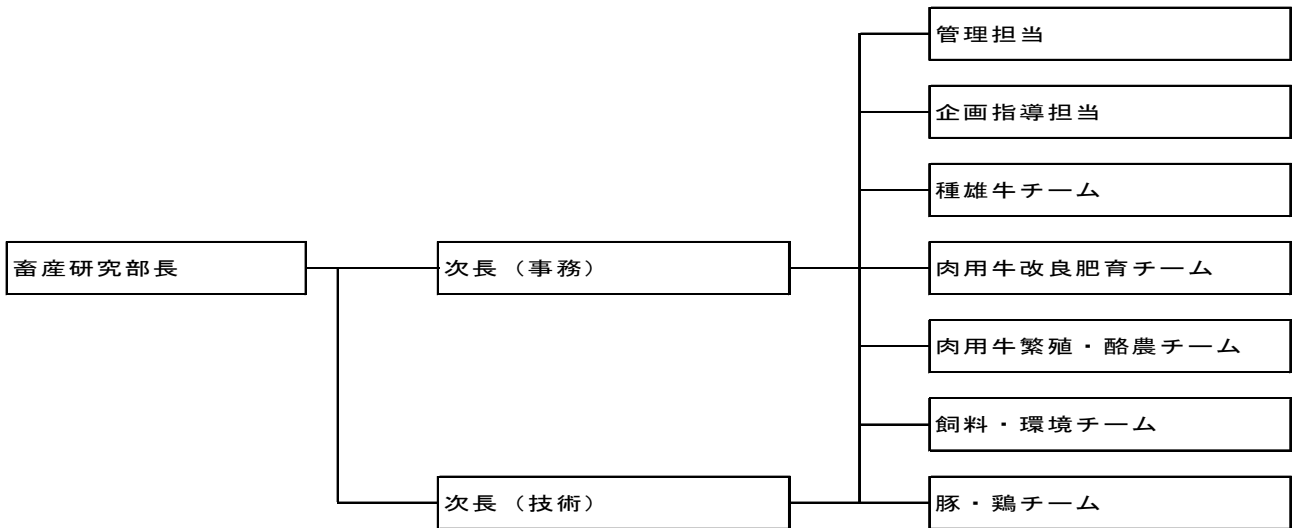 畜産研究部長
次長（事務）
次長（技術）
管理担当
企画指導担当
種雄牛チーム
肉用牛改良肥育チーム
肉用牛繁殖・酪農チーム
飼料・環境チーム
豚・鶏チーム